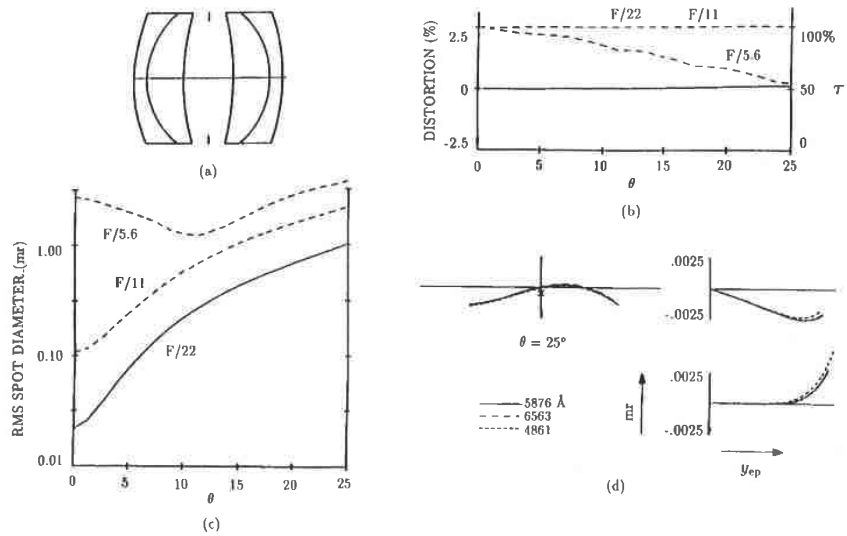 (a)
F/22
F/11
F/5.6
DISTORTION (%)
2.5
0
-2.5
100%
50
0
τ
0
5
10
15
20
25
θ
(b)
RMS SPOT DIAMETER.(mr)
1.00
0.10
0.01
F/5.6
F/11
F/22
0
5
10
15
20
25
θ
(c)
θ = 25°
.0025
-.0025
.0025
-.0025
5876 Å
6563
4861
mr
yep
(d)